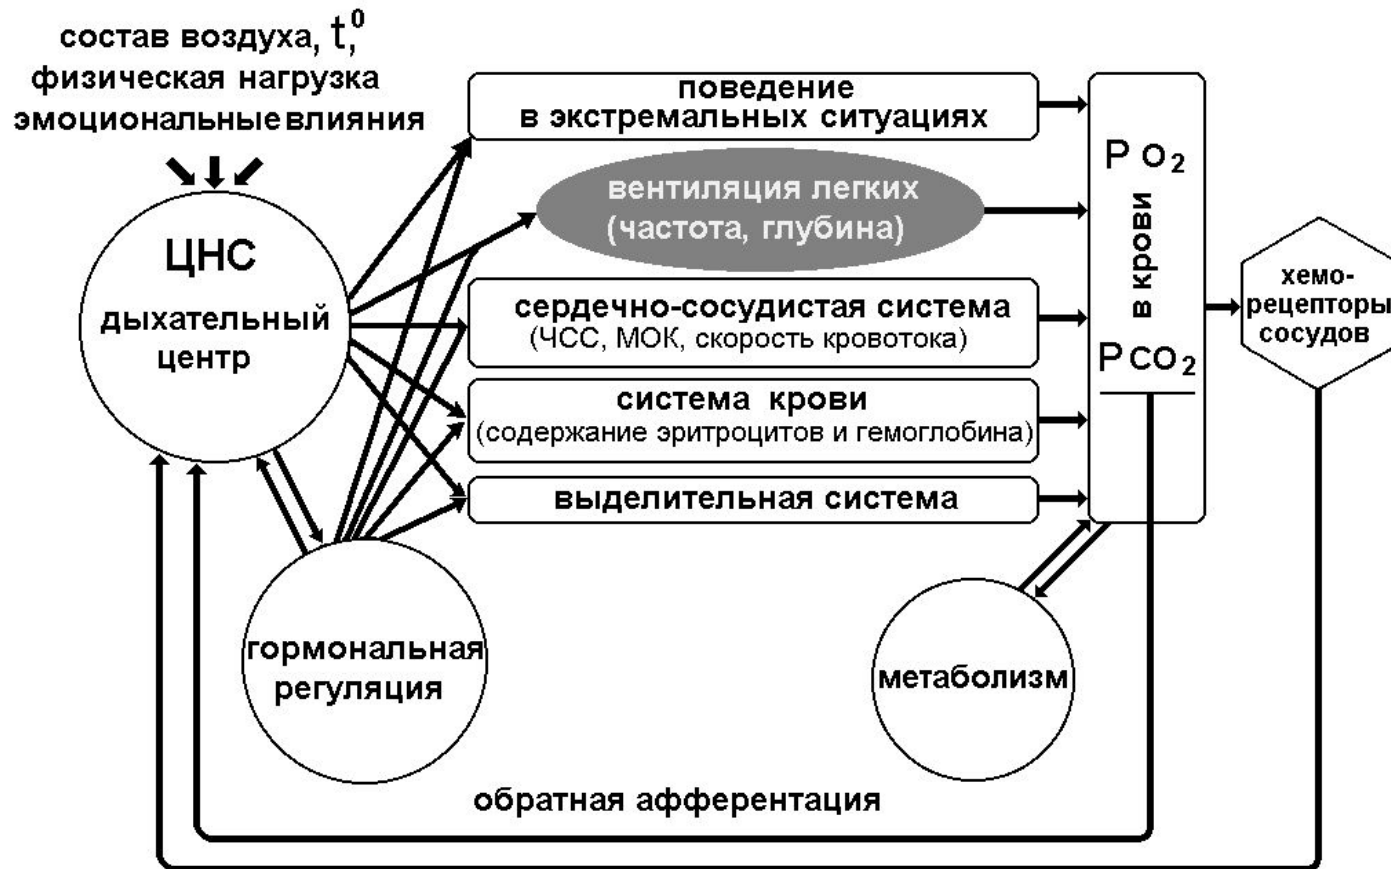 состав воздуха, t,⁰
физическая нагрузка
эмоциональные влияния
ЦНС
дыхательный
центр
поведение
в экстремальных ситуациях
вентиляция легких
(частота, глубина)
сердечно-сосудистая система
(ЧСС, МОК, скорость кровотока)
система крови
(содержание эритроцитов и гемоглобина)
выделительная система
P O₂
в крови
P CO₂
хемо-
рецепторы
сосудов
гормональная
регуляция
метаболизм
обратная афферентация